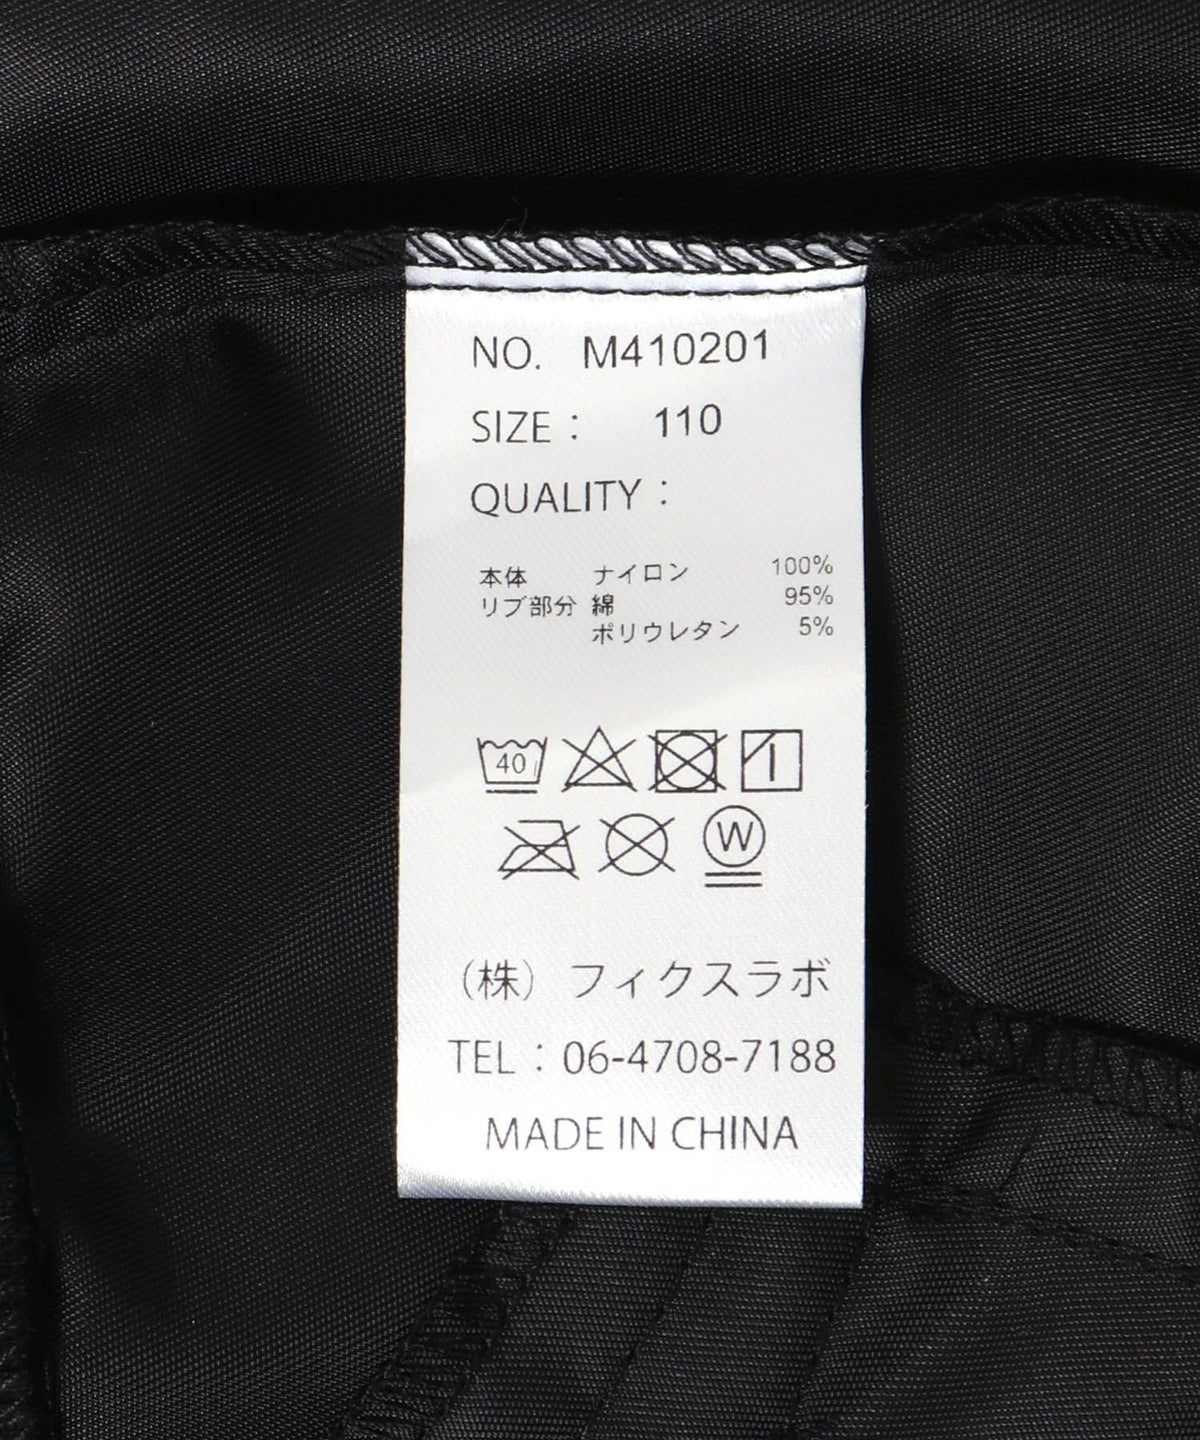 NO. M410201
SIZE： 110
QUALITY：
本体 ナイロン 100%
リブ部分 綿 95%
ポリウレタン 5%
40
W
（株）フィクスラボ
TEL：06-4708-7188
MADE IN CHINA